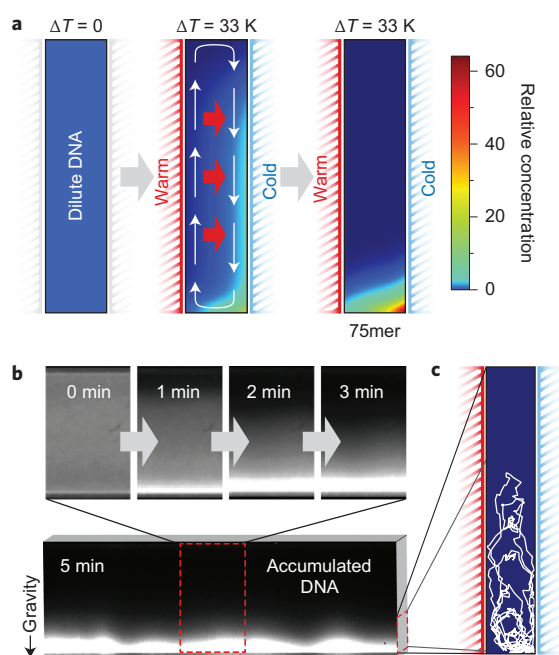 a
ΔT = 0
ΔT = 33 K
ΔT = 33 K
Dilute DNA
Warm
Cold
Warm
Cold
75mer
60
40
20
0
Relative concentration
b
0 min
1 min
2 min
3 min
5 min
Accumulated
DNA
Gravity
c